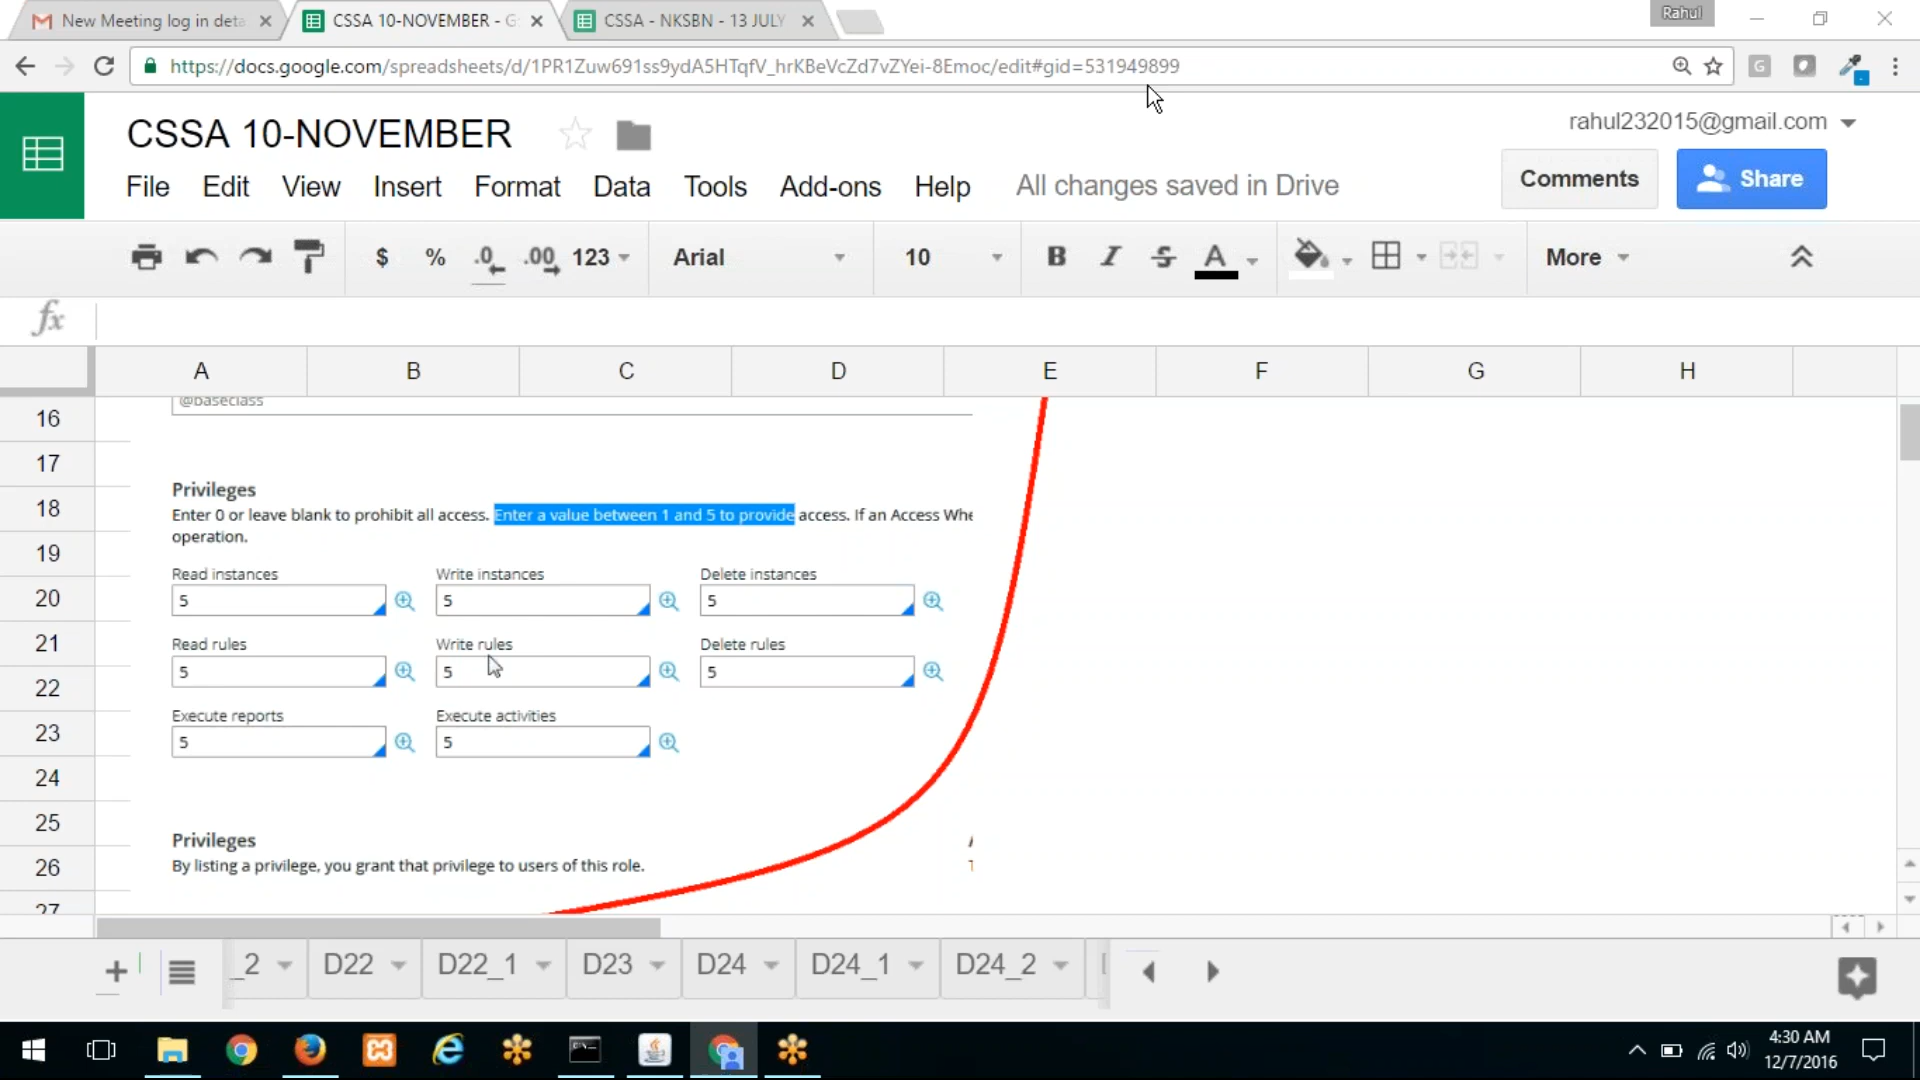 New Meeting log in deta
CSSA 10-NOVEMBER - G
CSSA - NKSBN - 13 JULY
Rahul
https://docs.google.com/spreadsheets/d/1PR1Zuw691ss9ydA5HTqfV_hrKBeVcZd7vZYei-8Emoc/edit#gid=531949899
CSSA 10-NOVEMBER
rahul232015@gmail.com
File Edit View Insert Format Data Tools Add-ons Help All changes saved in Drive
Comments
Share
$ % .0 .00 123 Arial 10 B I S A More
fx
A B C D E F G H
16
@baseclass
17
Privileges
18
Enter 0 or leave blank to prohibit all access. Enter a value between 1 and 5 to provide access. If an Access Whe
operation.
19
Read instances Write instances Delete instances
20
5 5 5
21
Read rules Write rules Delete rules
22
5 5 5
Execute reports Execute activities
23
5 5
24
25
Privileges
26
By listing a privilege, you grant that privilege to users of this role.
27
_2 D22 D22_1 D23 D24 D24_1 D24_2
4:30 AM
12/7/2016